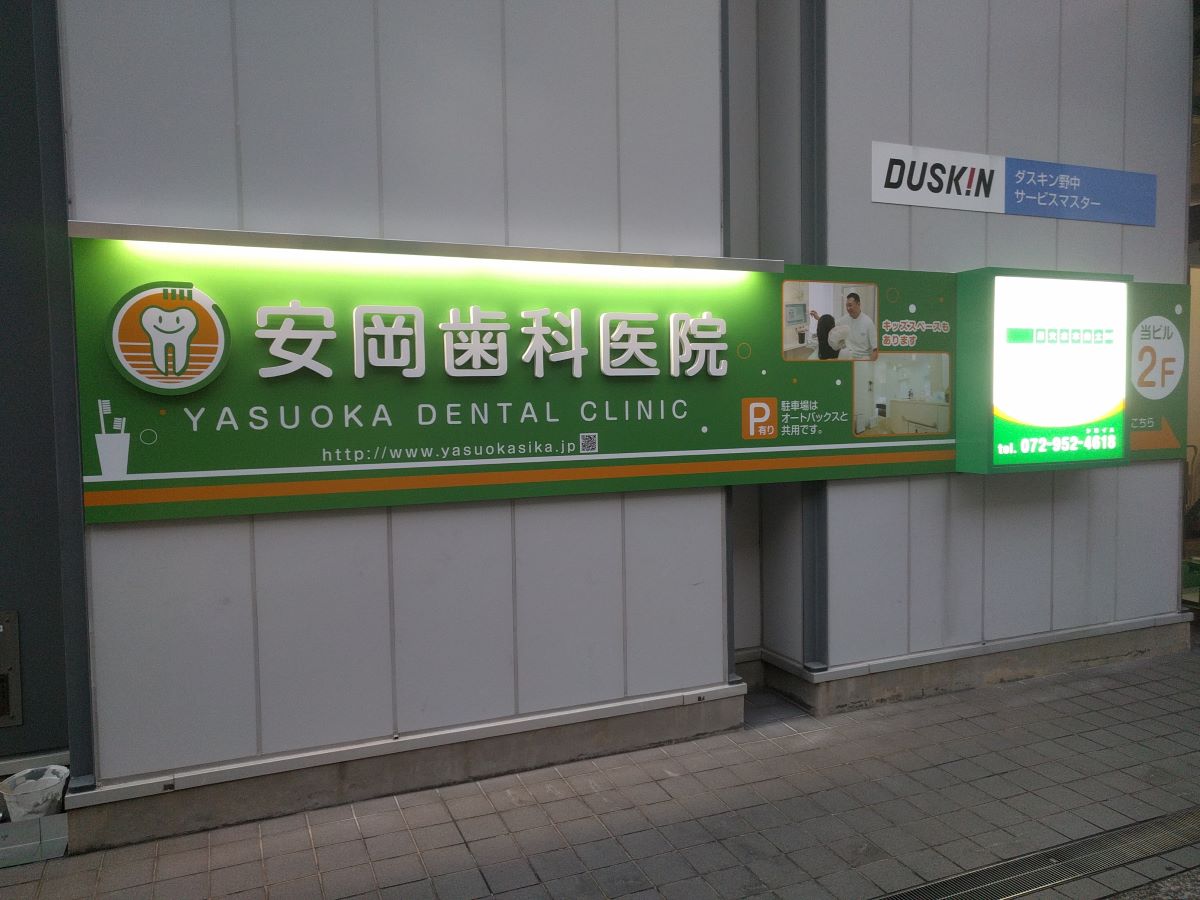 DUSK!N
ダスキン野中
サービスマスター
安岡歯科医院
YASUOKA DENTAL CLINIC
http://www.yasuokasika.jp
キッズスペースも
あります
P
有り
駐車場は
オートバックスと
共用です。
tel. 072-952-4618
当ビル
2F
こちら